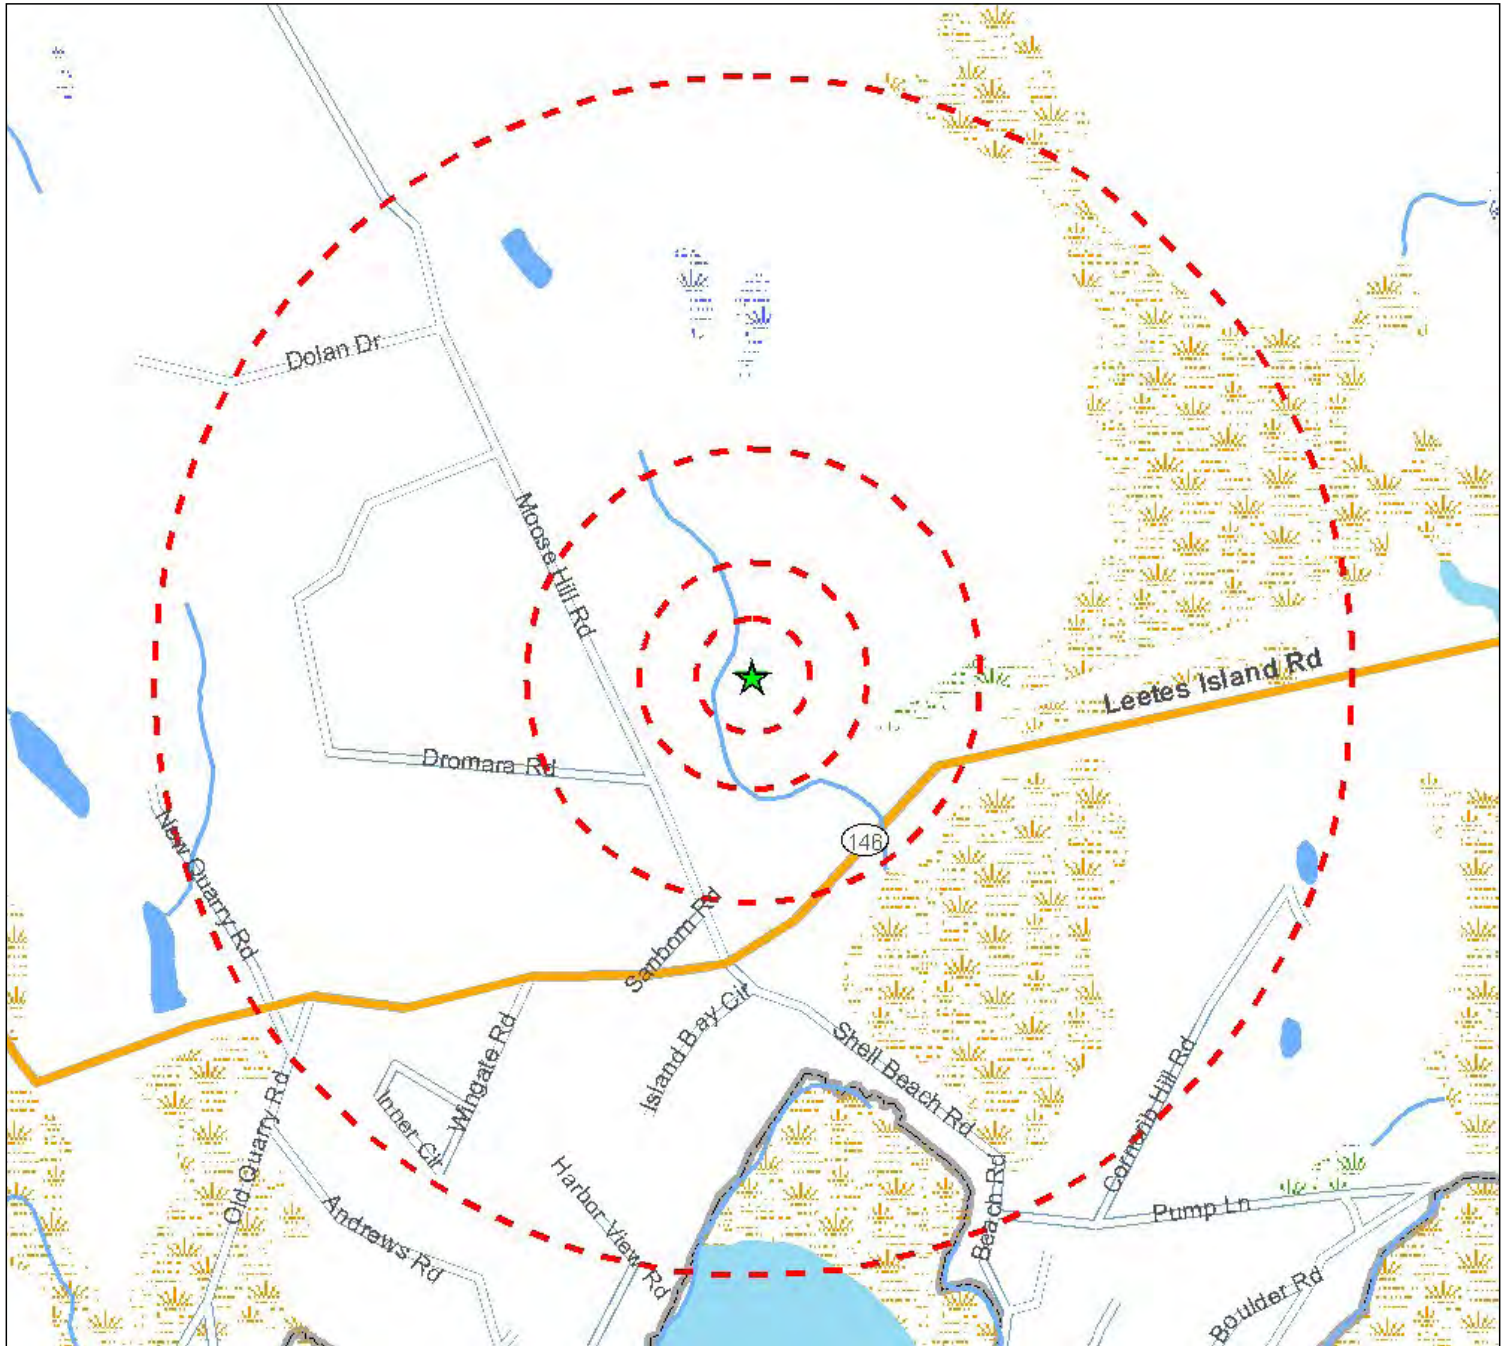 Dolan Dr
Moose Hill Rd
Leetes Island Rd
Dromara Rd
146
New Quarry Rd
Sanborn Rd
Island Bay Cir
Shell Beach Rd
Wingate Rd
Inner Cir
Old Quarry Rd
Andrews Rd
Harbor View Rd
Beach Rd
Cornerib Hill Rd
Pump Ln
Boulder Rd